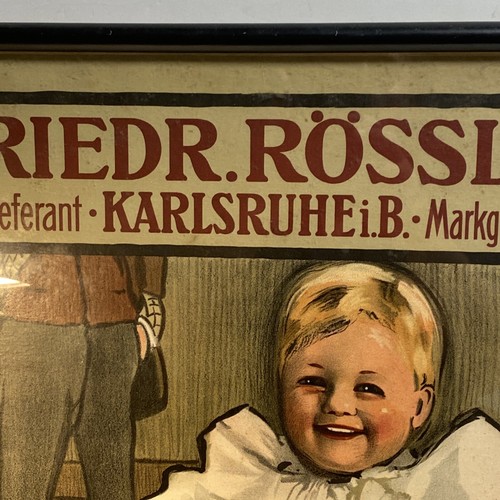 RIEDR. RÖSSL
eferant · KARLSRUHE i.B. · Markg